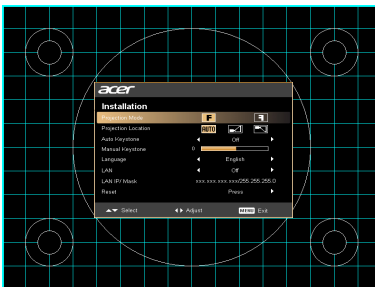 acer
Installation
Projection Mode F F
Projection Location AUTO
Auto Keystone Off
Manual Keystone 0
Language English
LAN Off
LAN IP/ Mask xxx.xxx.xxx.xxx/255.255.255.0
Reset Press
Select Adjust MENU Exit